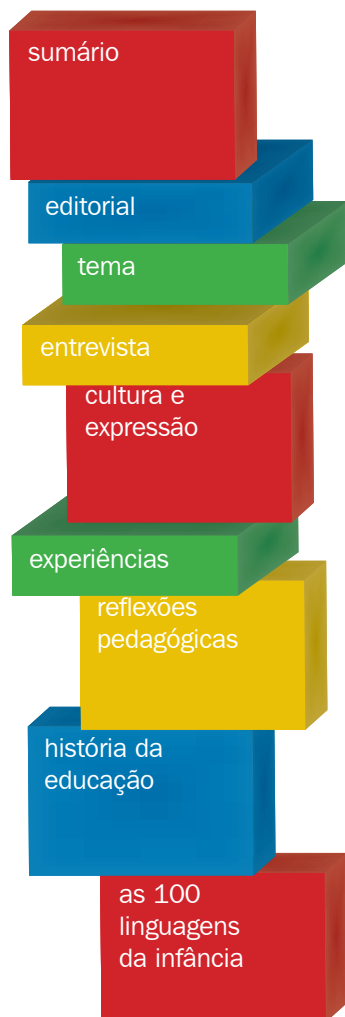 sumário
editorial
tema
entrevista
cultura e
expressão
experiências
reflexões
pedagógicas
história da
educação
as 100
linguagens
da infância